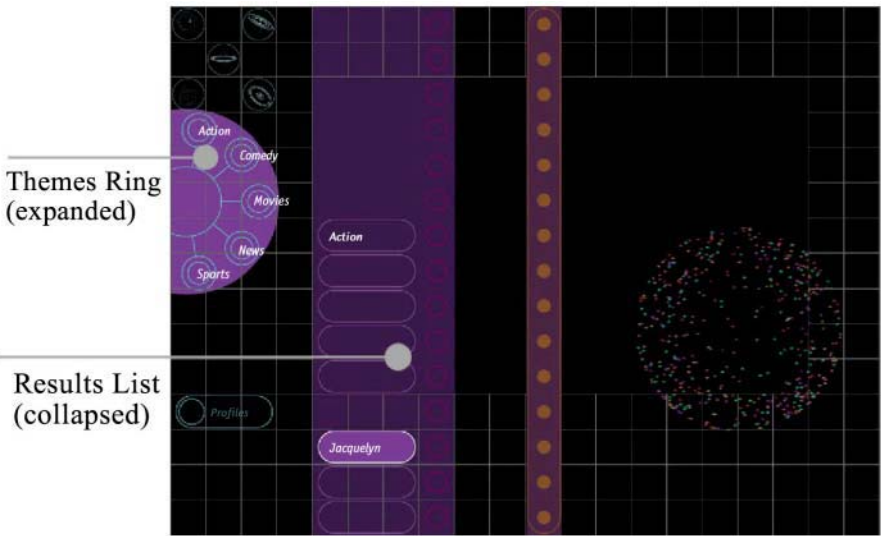 Themes Ring
(expanded)
Results List
(collapsed)
Action
Comedy
Movies
News
Sports
Profiles
Action
Jacquelyn